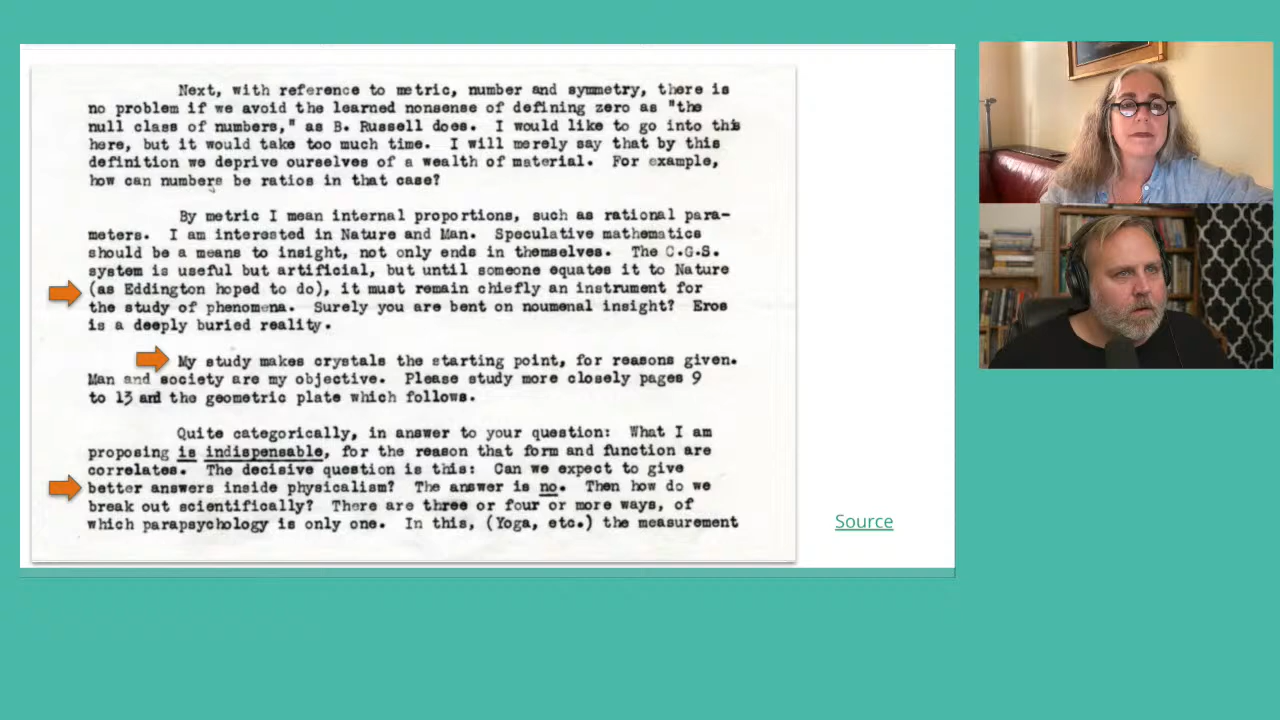 Next, with reference to metric, number and symmetry, there is
no problem if we avoid the learned nonsense of defining zero as "the
null class of numbers," as B. Russell does. I would like to go into this
here, but it would take too much time. I will merely say that by this
definition we deprive ourselves of a wealth of material. For example,
how can numbers be ratios in that case?
By metric I mean internal proportions, such as rational para-
meters. I am interested in Nature and Man. Speculative mathematics
should be a means to insight, not only ends in themselves. The C.G.S.
system is useful but artificial, but until someone equates it to Nature
(as Eddington hoped to do), it must remain chiefly an instrument for
the study of phenomena. Surely you are bent on noumenal insight? Eros
is a deeply buried reality.
My study makes crystals the starting point, for reasons given.
Man and society are my objective. Please study more closely pages 9
to 13 and the geometric plate which follows.
Quite categorically, in answer to your question: What I am
proposing is indispensable, for the reason that form and function are
correlates. The decisive question is this: Can we expect to give
better answers inside physicalism? The answer is no. Then how do we
break out scientifically? There are three or four or more ways, of
which parapsychology is only one. In this, (Yoga, etc.) the measurement
Source